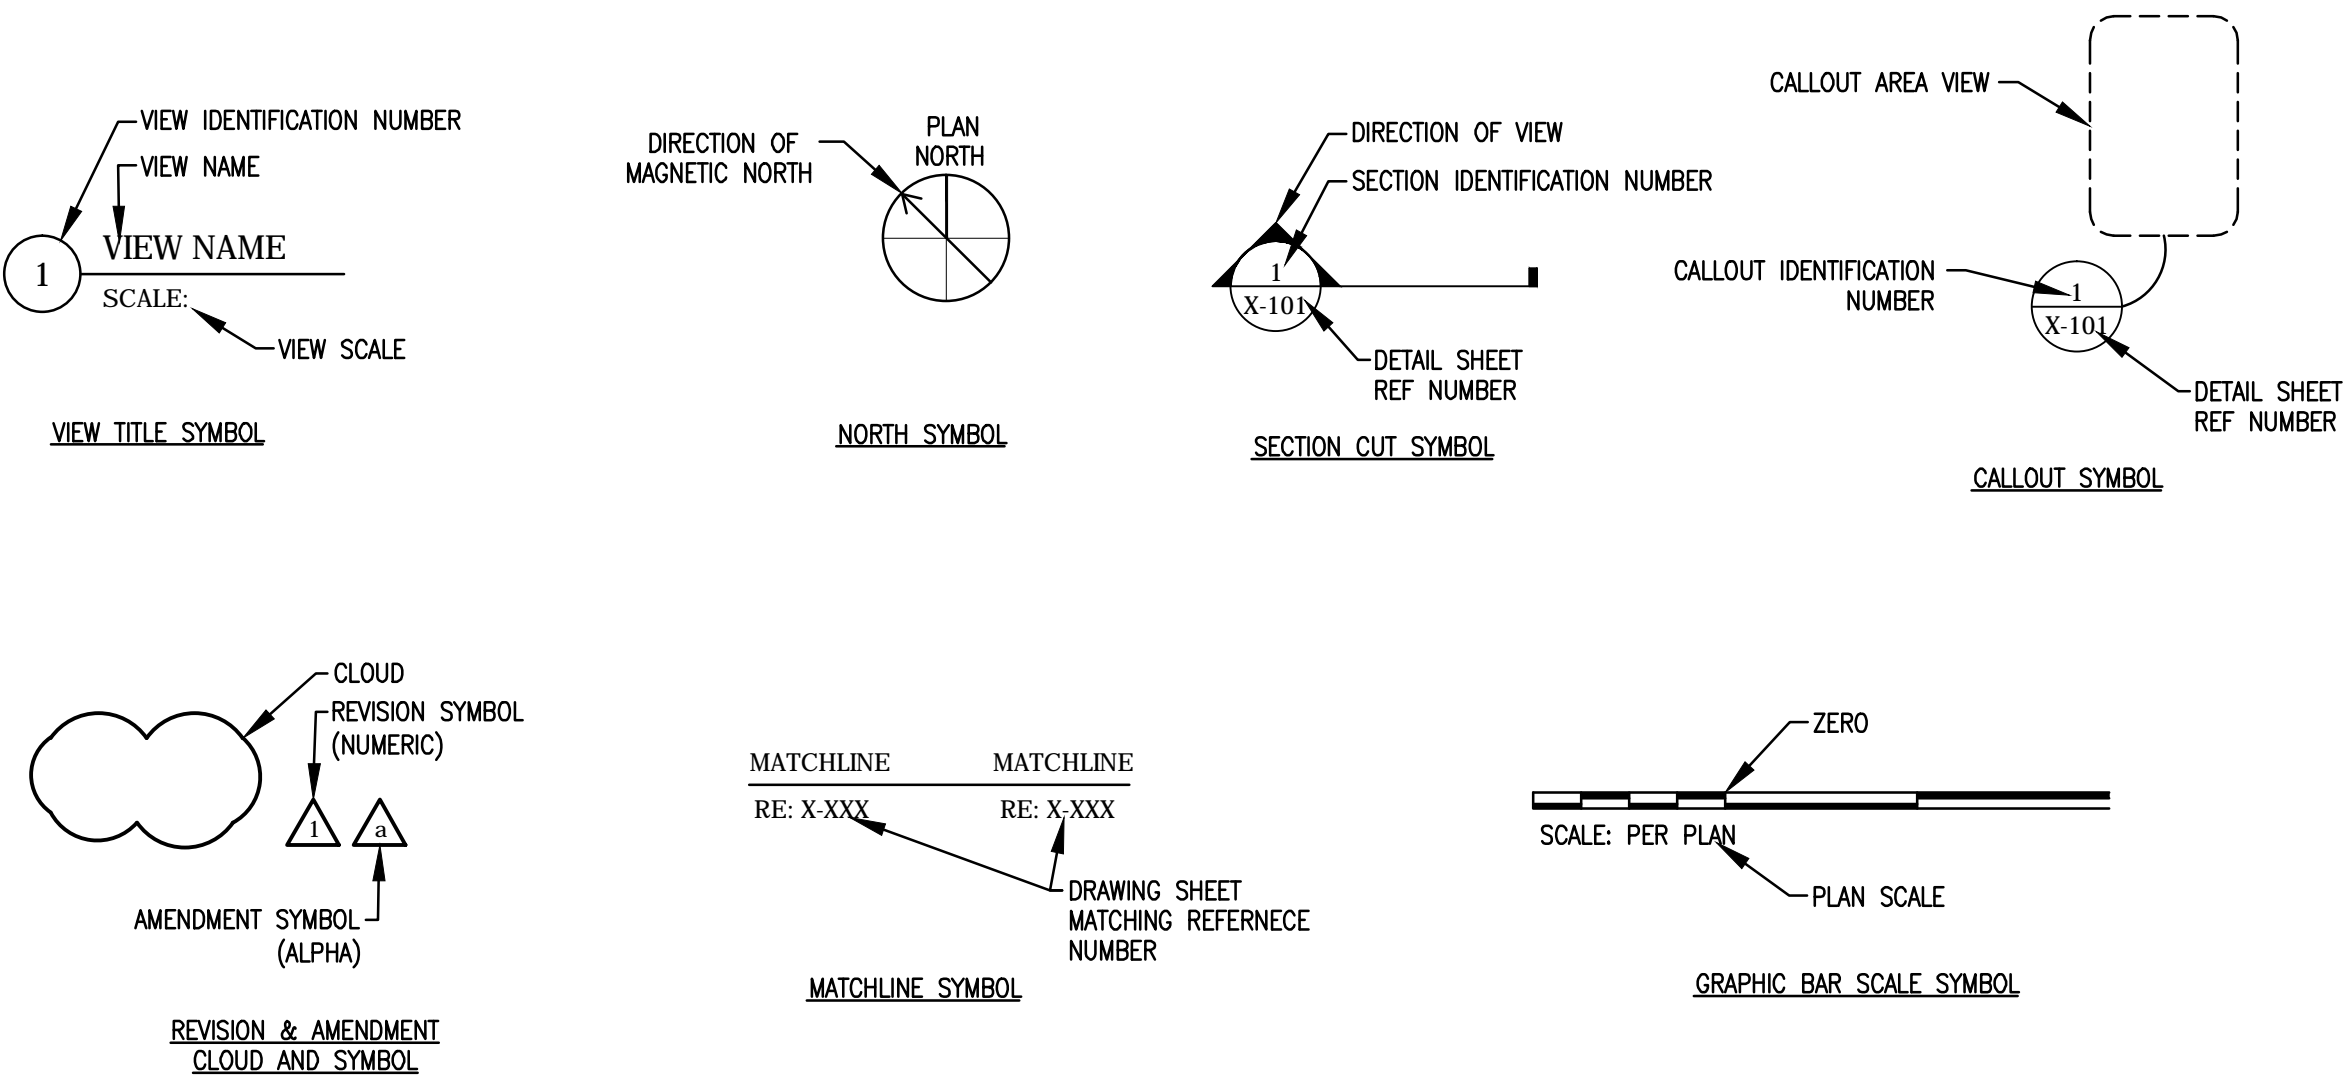 VIEW IDENTIFICATION NUMBER
VIEW NAME
1
VIEW NAME
SCALE:
VIEW SCALE
VIEW TITLE SYMBOL
DIRECTION OF
MAGNETIC NORTH
PLAN
NORTH
NORTH SYMBOL
DIRECTION OF VIEW
SECTION IDENTIFICATION NUMBER
1
X-101
DETAIL SHEET
REF NUMBER
SECTION CUT SYMBOL
CALLOUT AREA VIEW
CALLOUT IDENTIFICATION
NUMBER
1
X-101
DETAIL SHEET
REF NUMBER
CALLOUT SYMBOL
CLOUD
REVISION SYMBOL
(NUMERIC)
1
a
AMENDMENT SYMBOL
(ALPHA)
REVISION & AMENDMENT
CLOUD AND SYMBOL
MATCHLINE MATCHLINE
RE: X-XXX RE: X-XXX
DRAWING SHEET
MATCHING REFERNECE
NUMBER
MATCHLINE SYMBOL
ZERO
SCALE: PER PLAN
PLAN SCALE
GRAPHIC BAR SCALE SYMBOL